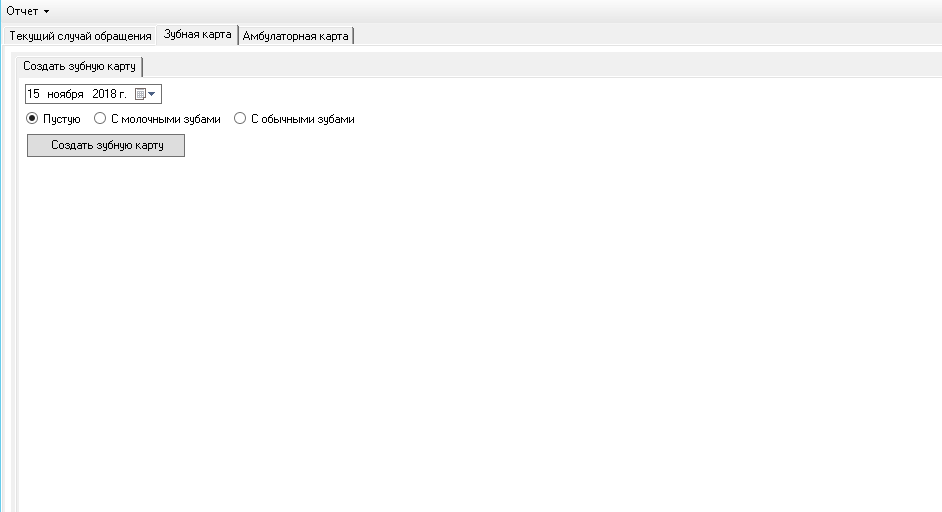 Отчет
Текущий случай обращения Зубная карта Амбулаторная карта
Создать зубную карту
15 ноября 2018 г.
Пустую С молочными зубами С обычными зубами
Создать зубную карту